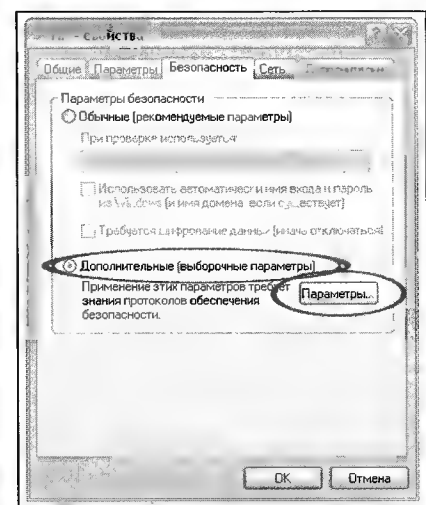 - Свойства
Общие Параметры Безопасность Сеть
Параметры безопасности
Обычные (рекомендуемые параметры)
При проверке используется:
Использовать автоматически имя входа и пароль
из Windows (и имя домена, если существует)
Требуется шифрование данных (иначе отключаться)
Дополнительные (выборочные параметры)
Применение этих параметров требует
знания протоколов обеспечения
безопасности.
Параметры...
OK Отмена